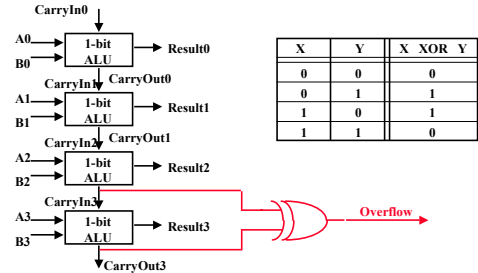 CarryIn0
A0
B0
1-bit
ALU
Result0
CarryIn1
CarryOut0
A1
B1
1-bit
ALU
Result1
CarryIn2
CarryOut1
A2
B2
1-bit
ALU
Result2
CarryIn3
A3
B3
1-bit
ALU
Result3
CarryOut3
Overflow
X Y X XOR Y
0 0 0
0 1 1
1 0 1
1 1 0